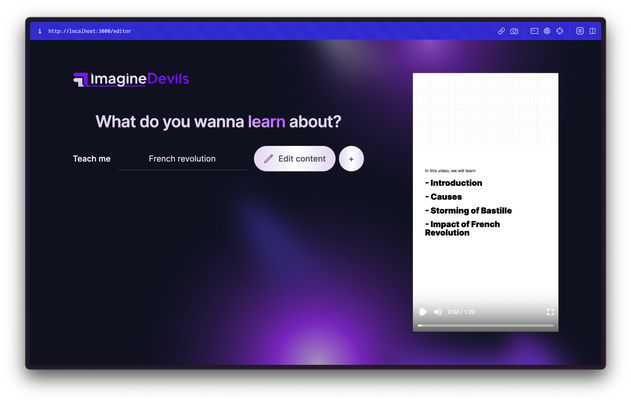 http://localhost:3000/editor
ImagineDevils
What do you wanna learn about?
Teach me
French revolution
Edit content
+
In this video, we will learn:
- Introduction
- Causes
- Storming of Bastille
- Impact of French
Revolution
0:02 / 1:20